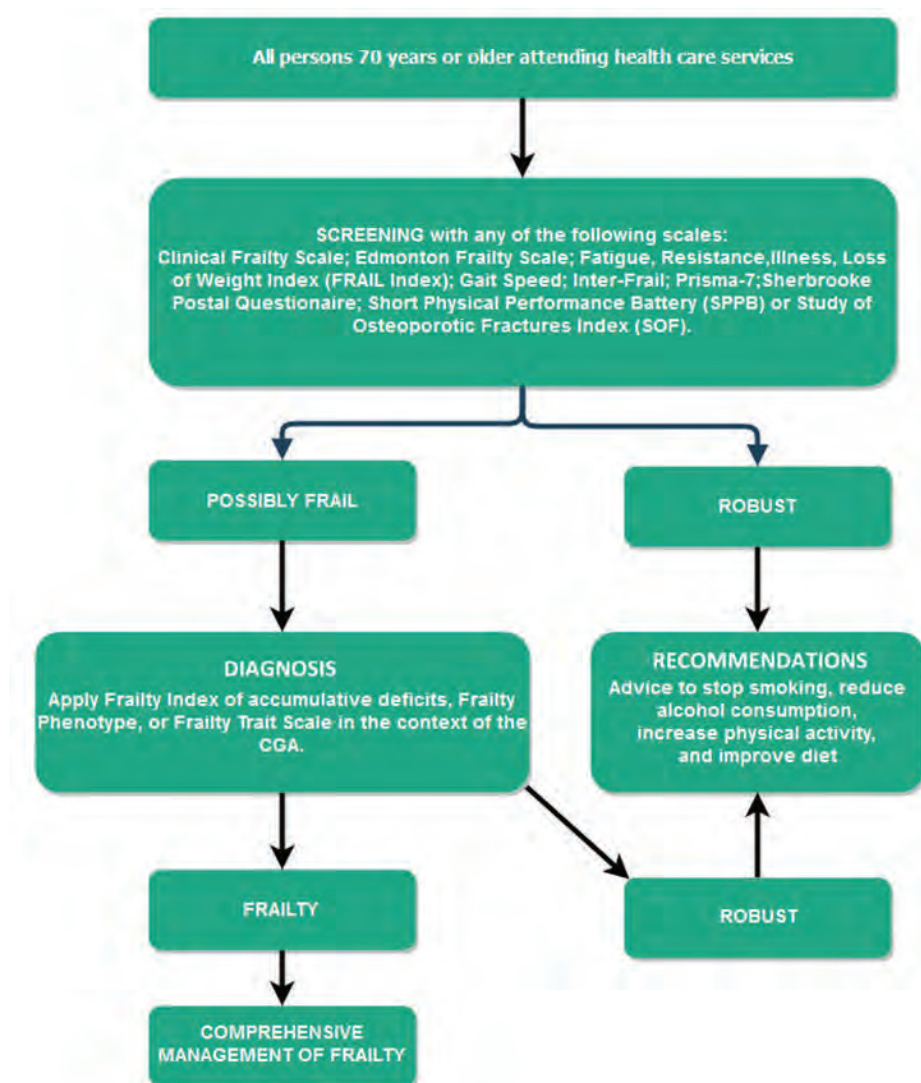 All persons 70 years or older attending health care services
SCREENING with any of the following scales:
Clinical Frailty Scale; Edmonton Frailty Scale; Fatigue, Resistance,Illness, Loss
of Weight Index (FRAIL Index); Gait Speed; Inter-Frail; Prisma-7;Sherbrooke
Postal Questionaire; Short Physical Performance Battery (SPPB) or Study of
Osteoporotic Fractures Index (SOF).
POSSIBLY FRAIL
ROBUST
DIAGNOSIS
Apply Frailty Index of accumulative deficits, Frailty
Phenotype, or Frailty Trait Scale in the context of the
CGA.
RECOMMENDATIONS
Advice to stop smoking, reduce
alcohol consumption,
increase physical activity,
and improve diet
FRAILTY
ROBUST
COMPREHENSIVE
MANAGEMENT OF FRAILTY